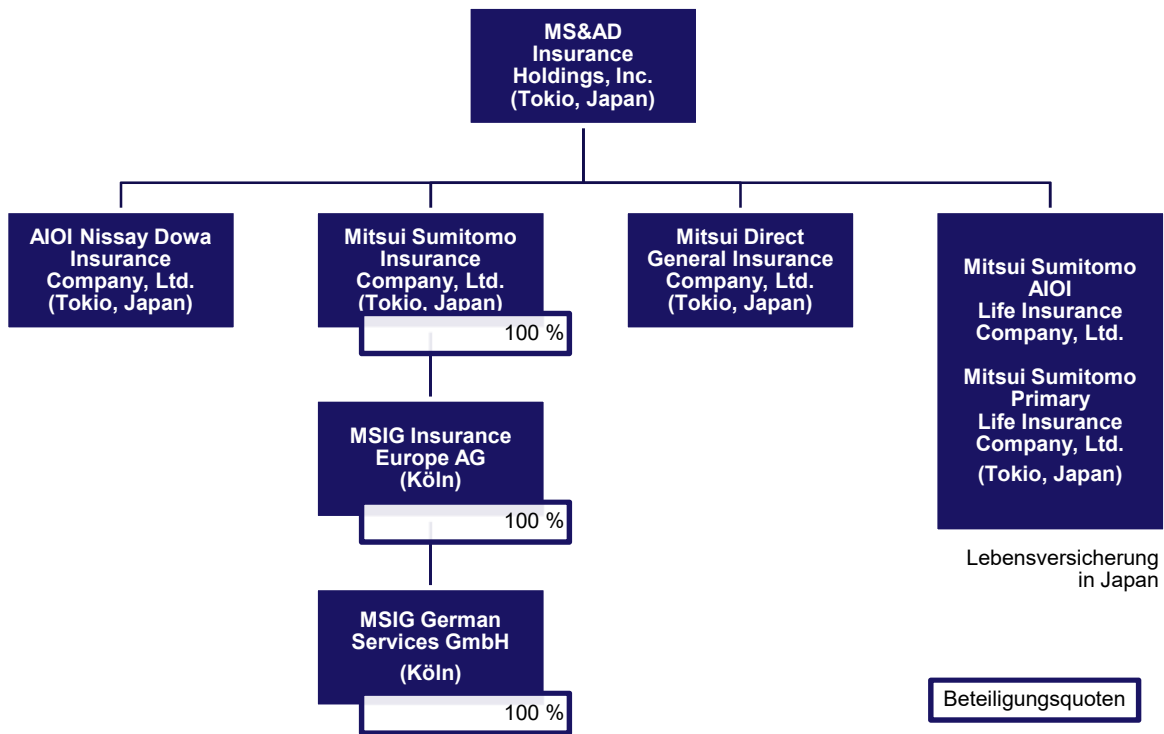 MS&AD
Insurance
Holdings, Inc.
(Tokio, Japan)
AIOI Nissay Dowa
Insurance
Company, Ltd.
(Tokio, Japan)
Mitsui Sumitomo
Insurance
Company, Ltd.
(Tokio, Japan)
100 %
Mitsui Direct
General Insurance
Company, Ltd.
(Tokio, Japan)
Mitsui Sumitomo
AIOI
Life Insurance
Company, Ltd.
Mitsui Sumitomo
Primary
Life Insurance
Company, Ltd.
(Tokio, Japan)
MSIG Insurance
Europe AG
(Köln)
100 %
Lebensversicherung
in Japan
MSIG German
Services GmbH
(Köln)
100 %
Beteiligungsquoten